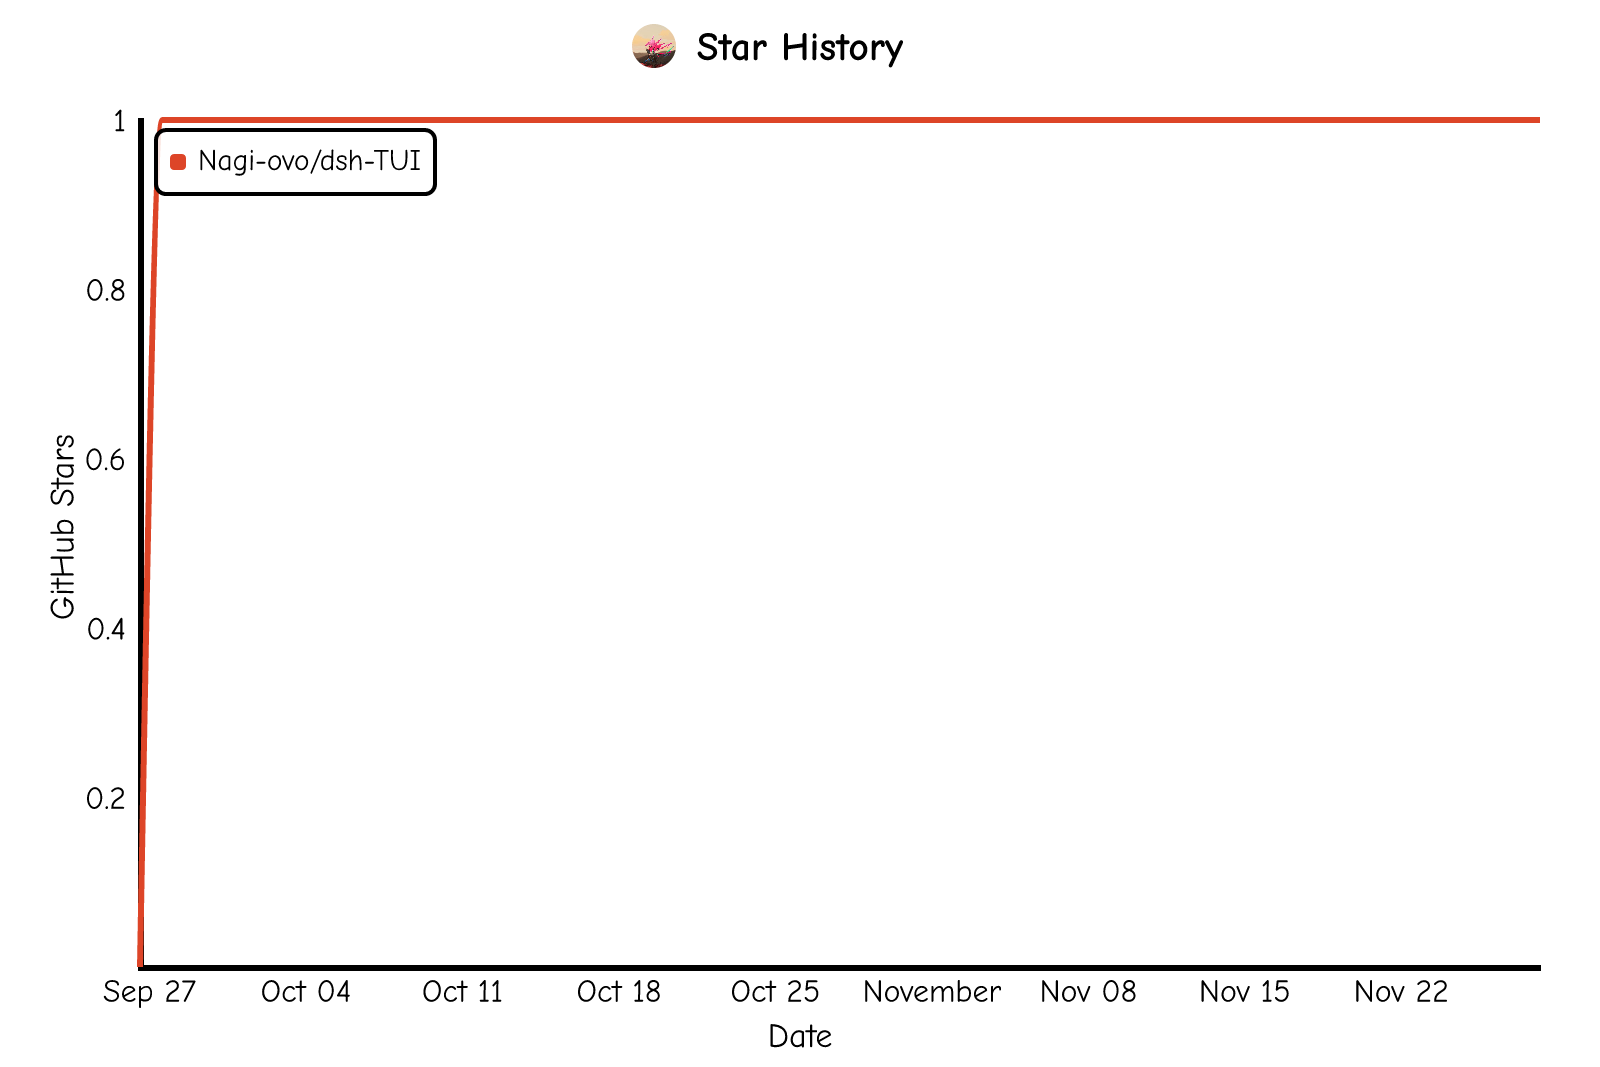 Star History
1
Nagi-ovo/dsh-TUI
0.8
0.6
0.4
0.2
GitHub Stars
Sep 27 Oct 04 Oct 11 Oct 18 Oct 25 November Nov 08 Nov 15 Nov 22
Date